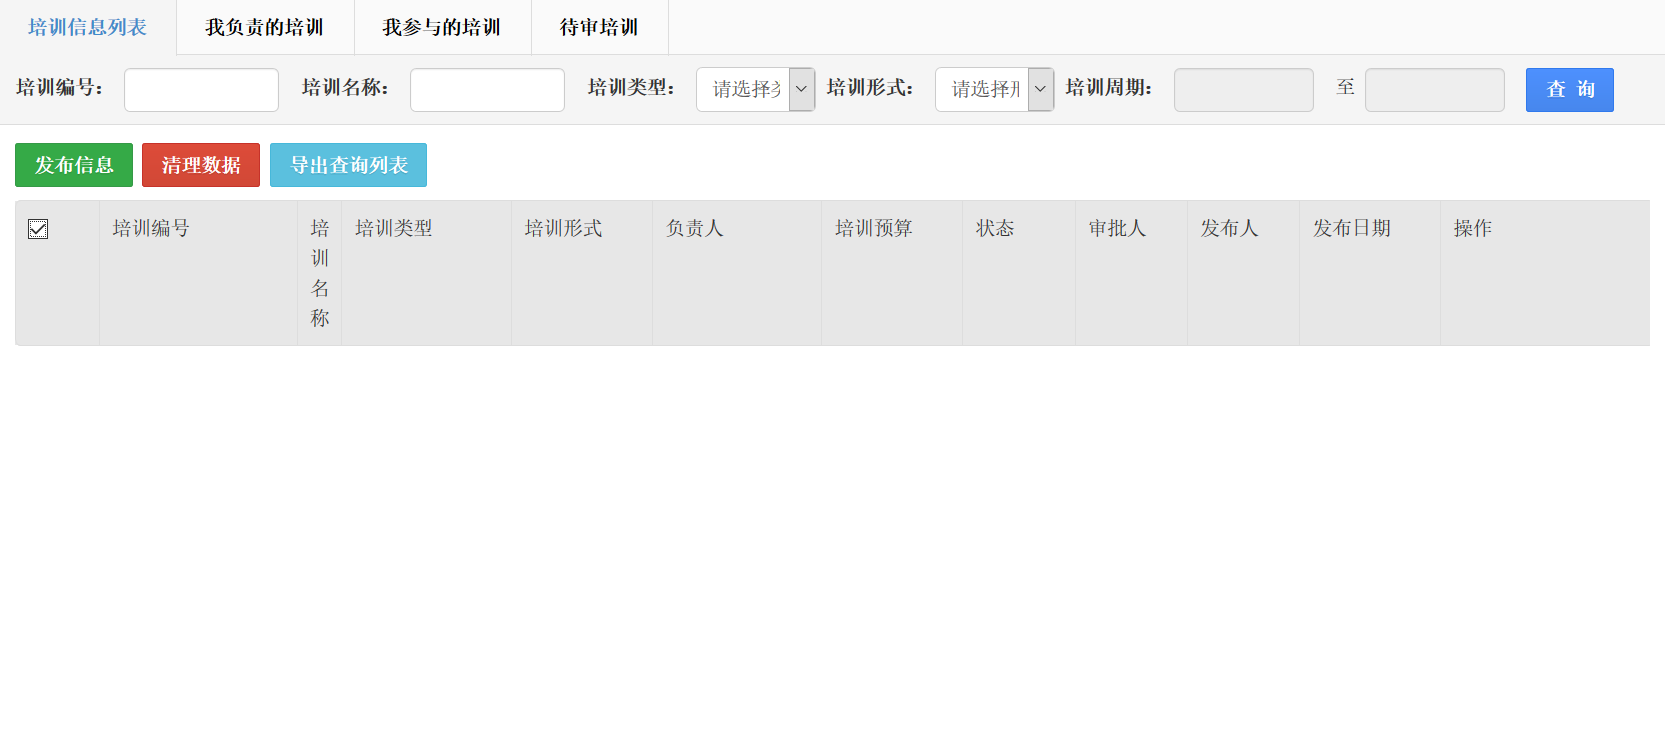 培训信息列表 我负责的培训 我参与的培训 待审培训
培训编号： 培训名称： 培训类型： 请选择 培训形式： 请选择 培训周期： 至 查 询
发布信息 清理数据 导出查询列表
培训编号 培训名称 培训类型 培训形式 负责人 培训预算 状态 审批人 发布人 发布日期 操作